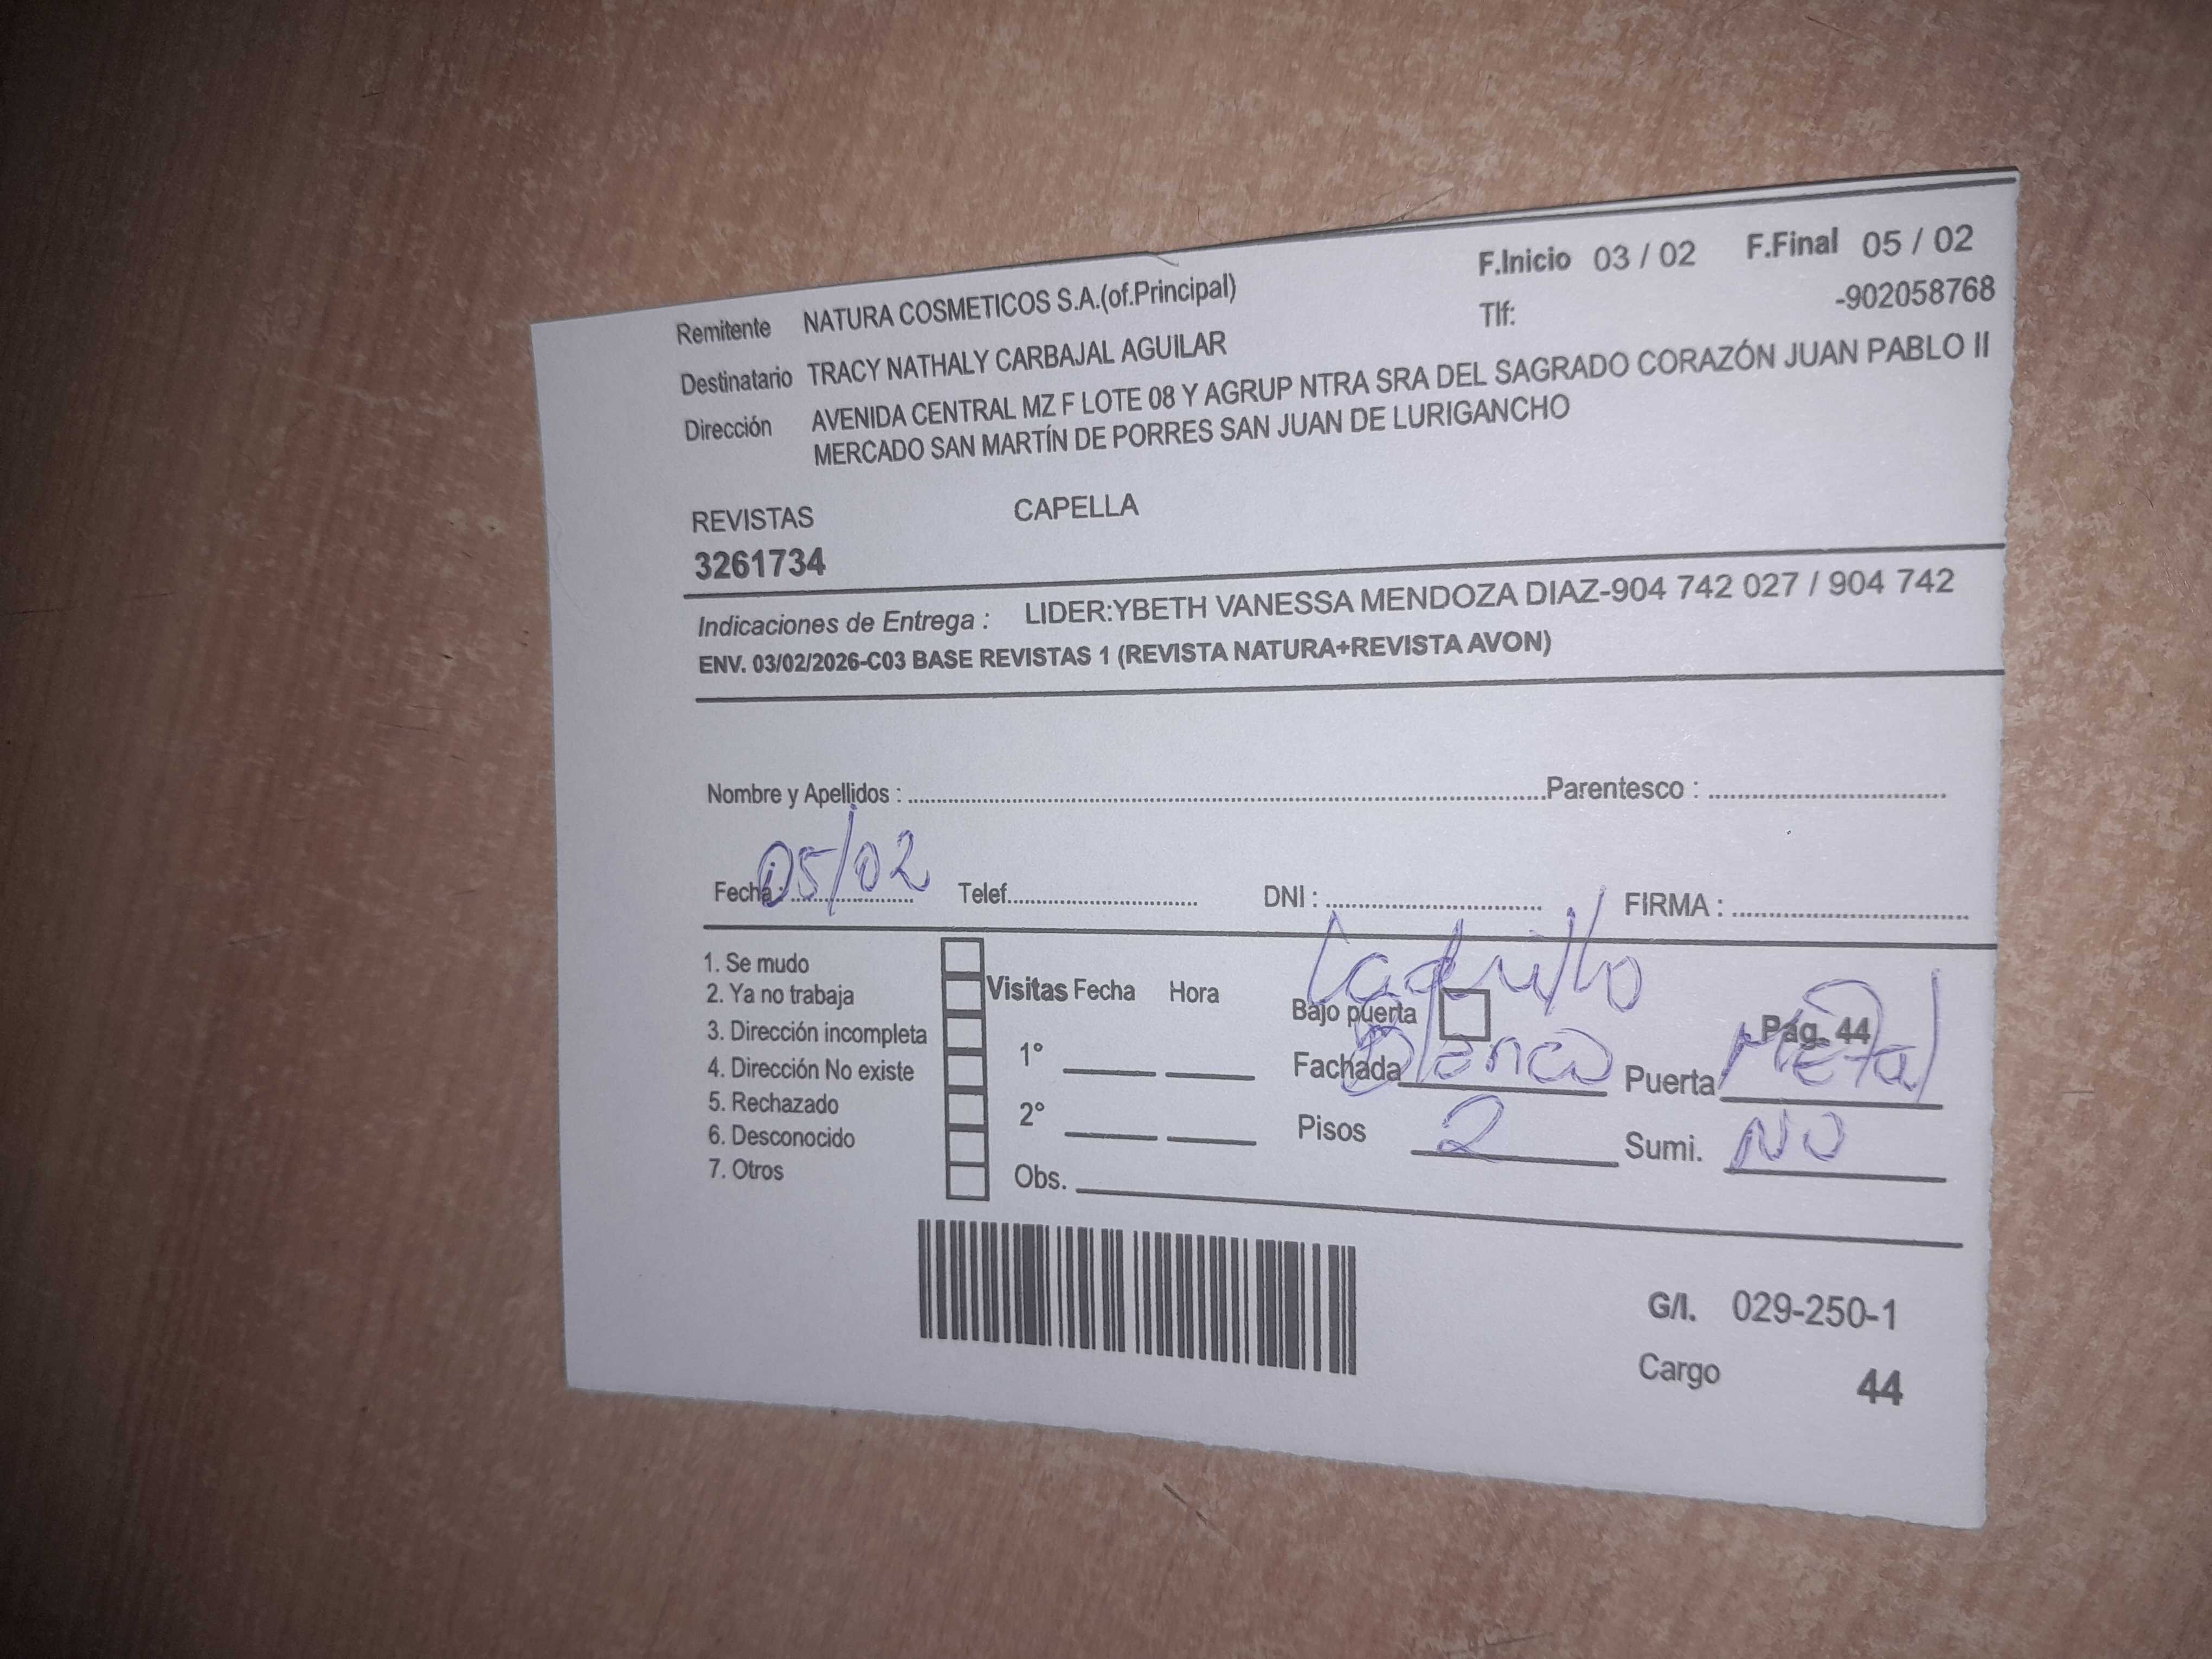 F.Inicio 03 / 02 F.Final 05 / 02
Remitente NATURA COSMETICOS S.A.(of.Principal) Tlf: -902058768
Destinatario TRACY NATHALY CARBAJAL AGUILAR
Dirección AVENIDA CENTRAL MZ F LOTE 08 Y AGRUP NTRA SRA DEL SAGRADO CORAZÓN JUAN PABLO II
MERCADO SAN MARTÍN DE PORRES SAN JUAN DE LURIGANCHO
REVISTAS CAPELLA
3261734
Indicaciones de Entrega : LIDER:YBETH VANESSA MENDOZA DIAZ-904 742 027 / 904 742
ENV. 03/02/2026-C03 BASE REVISTAS 1 (REVISTA NATURA+REVISTA AVON)
Nombre y Apellidos : Parentesco :
Fecha: 05/02 Telef. DNI : FIRMA :
1. Se mudo
2. Ya no trabaja
3. Dirección incompleta
4. Dirección No existe
5. Rechazado
6. Desconocido
7. Otros
Visitas Fecha Hora
1°
2°
Obs.
Ladrillo
Bajo puerta Pág. 44
Fachada Blanco Puerta Metal
Pisos 2 Sumi. NO
G/I. 029-250-1
Cargo 44